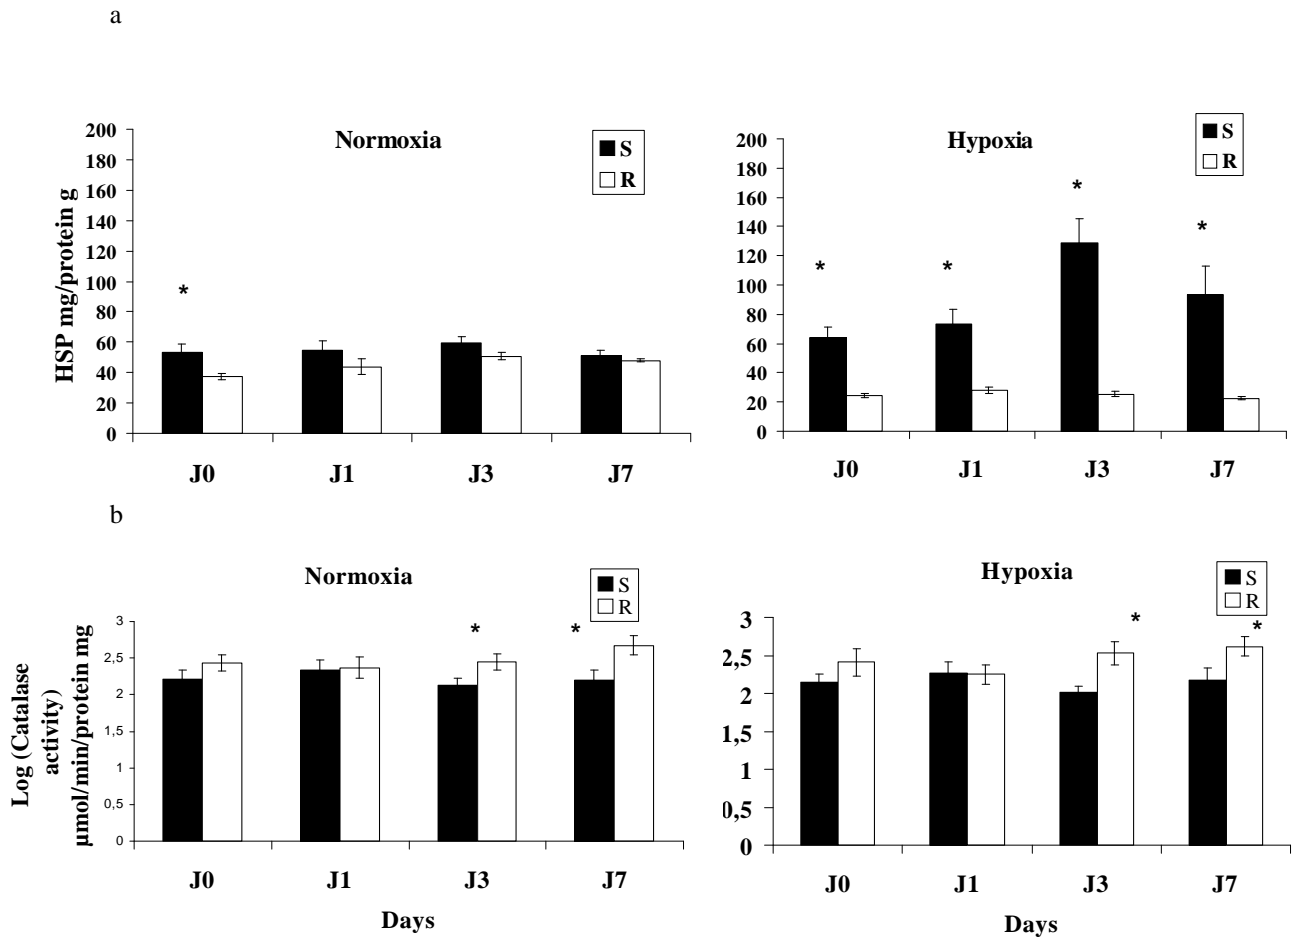 a
Normoxia
S
R
HSP mg/protein g
200
180
160
140
120
100
80
60
40
20
0
*
J0
J1
J3
J7
Hypoxia
S
R
200
180
160
140
120
100
80
60
40
20
0
*
*
*
*
J0
J1
J3
J7
b
Normoxia
S
R
Log (Catalase
activity)
µmol/min/protein mg
3
2,5
2
1,5
1
0,5
0
*
*
J0
J1
J3
J7
Days
Hypoxia
S
R
3
2,5
2
1,5
1
0,5
0
*
*
J0
J1
J3
J7
Days